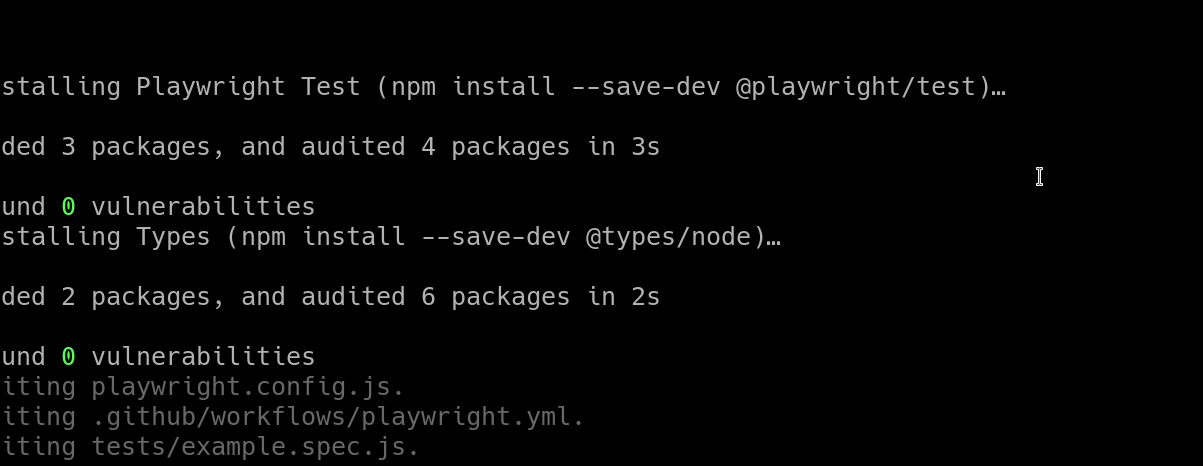 stalling Playwright Test (npm install --save-dev @playwright/test)…
ded 3 packages, and audited 4 packages in 3s
und 0 vulnerabilities
stalling Types (npm install --save-dev @types/node)…
ded 2 packages, and audited 6 packages in 2s
und 0 vulnerabilities
iting playwright.config.js.
iting .github/workflows/playwright.yml.
iting tests/example.spec.js.